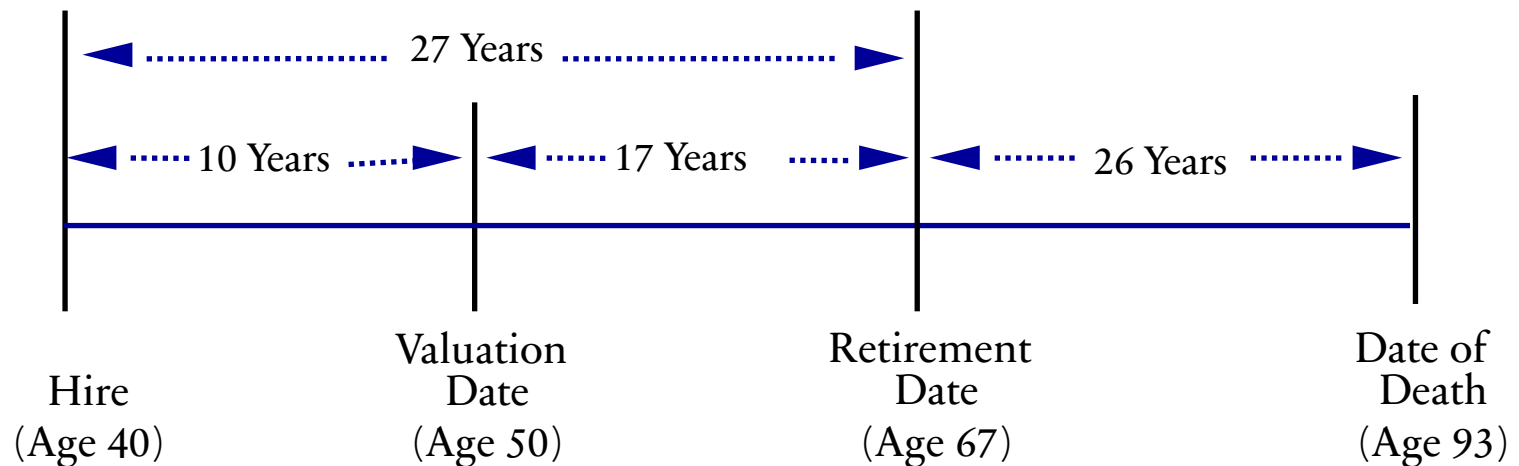 27 Years
10 Years
17 Years
26 Years
Hire
(Age 40)
Valuation
Date
(Age 50)
Retirement
Date
(Age 67)
Date of
Death
(Age 93)